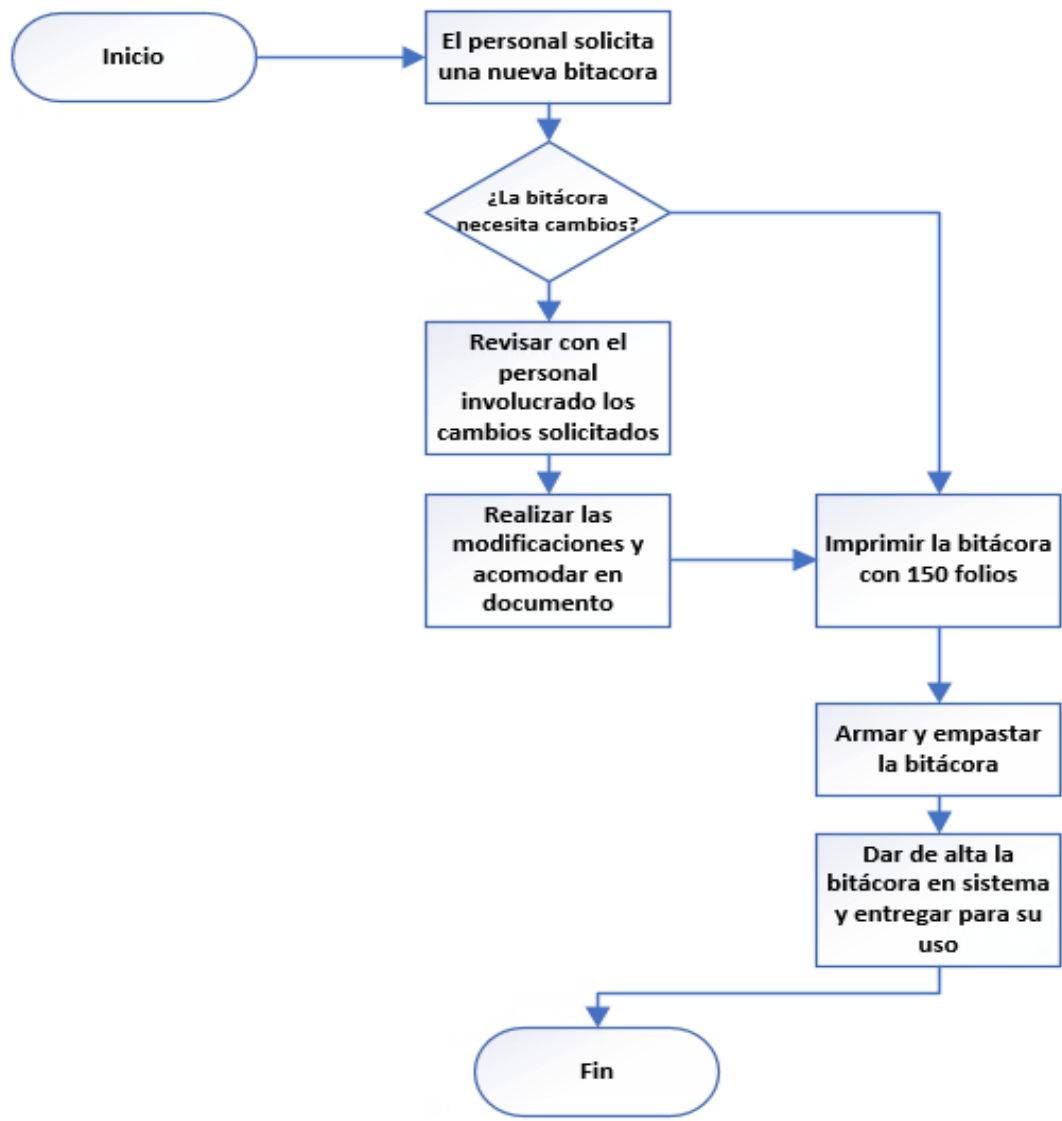 Inicio
El personal solicita
una nueva bitacora
¿La bitácora
necesita cambios?
Revisar con el
personal
involucrado los
cambios solicitados
Realizar las
modificaciones y
acomodar en
documento
Imprimir la bitácora
con 150 folios
Armar y empastar
la bitácora
Dar de alta la
bitácora en sistema
y entregar para su
uso
Fin